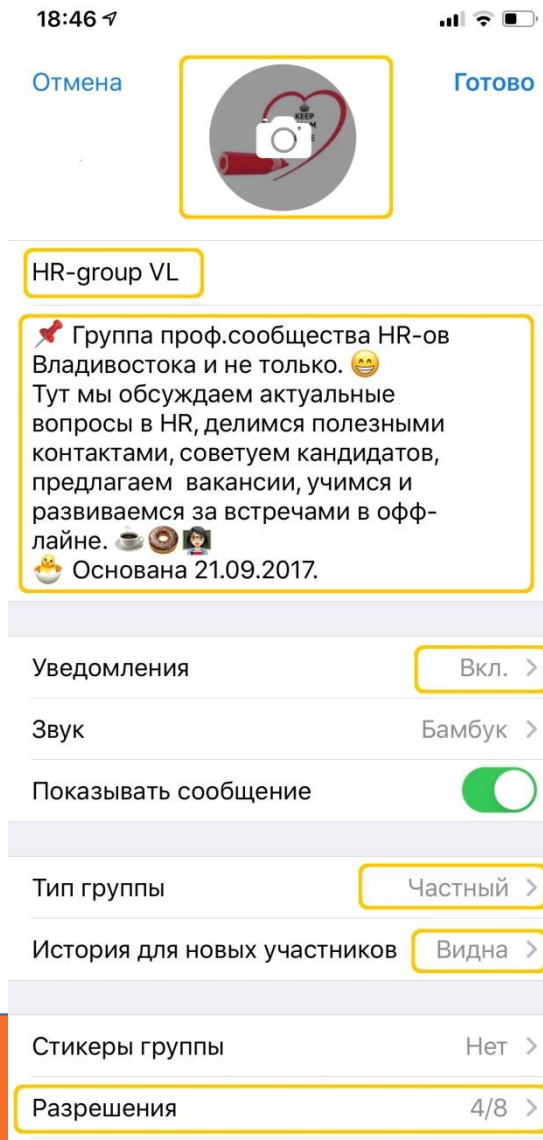 18:46
Отмена
Готово
KEEP
HR-group VL
📌 Группа проф.сообщества HR-ов
Владивостока и не только. 😁
Тут мы обсуждаем актуальные
вопросы в HR, делимся полезными
контактами, советуем кандидатов,
предлагаем  вакансии, учимся и
развиваемся за встречами в офф-
лайне. ☕🍩👩‍🏫
🐣 Основана 21.09.2017.
Уведомления Вкл.
Звук Бамбук
Показывать сообщение
Тип группы Частный
История для новых участников Видна
Стикеры группы Нет
Разрешения 4/8